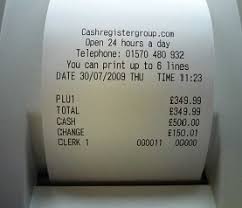 Cashregistergroup.com
Open 24 hours a day
Telephone: 01570 480 932
You can print up to 6 lines
DATE 30/07/2009 THU TIME 11:23
PLU1 £349.99
TOTAL £349.99
CASH £500.00
CHANGE £150.01
CLERK 1 000011 00000